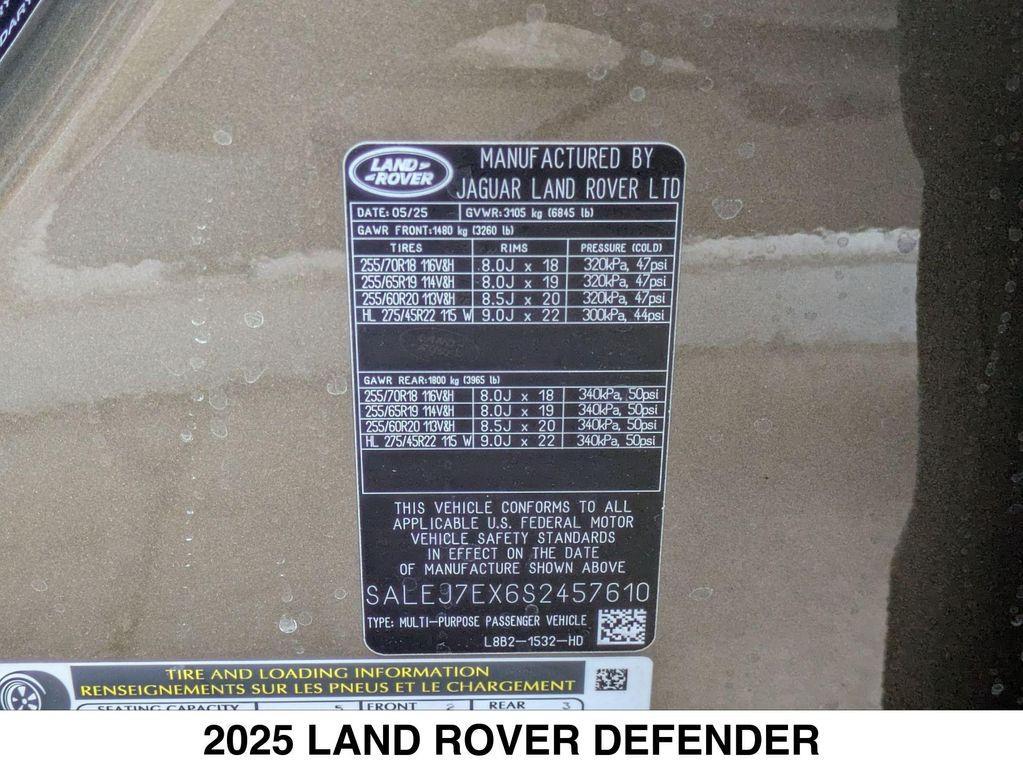 LAND ROVER
MANUFACTURED BY
JAGUAR LAND ROVER LTD
DATE: 05/25 GVWR: 3105 kg (6845 lb)
GAWR FRONT: 1480 kg (3260 lb)
TIRES RIMS PRESSURE (COLD)
255/70R18 116V&H 8.0J x 18 320kPa, 47psi
255/65R19 114V&H 8.0J x 19 320kPa, 47psi
255/60R20 113V&H 8.5J x 20 320kPa, 47psi
HL 275/45R22 115 W 9.0J x 22 300kPa, 44psi
LAND ROVER
GAWR REAR: 1800 kg (3965 lb)
255/70R18 116V&H 8.0J x 18 340kPa, 50psi
255/65R19 114V&H 8.0J x 19 340kPa, 50psi
255/60R20 113V&H 8.5J x 20 340kPa, 50psi
HL 275/45R22 115 W 9.0J x 22 340kPa, 50psi
THIS VEHICLE CONFORMS TO ALL
APPLICABLE U.S. FEDERAL MOTOR
VEHICLE SAFETY STANDARDS
IN EFFECT ON THE DATE
OF MANUFACTURE SHOWN ABOVE
SALEJ7EX6S2457610
TYPE: MULTI-PURPOSE PASSENGER VEHICLE
L8B2-1532-HD
TIRE AND LOADING INFORMATION
RENSEIGNEMENTS SUR LES PNEUS ET LE CHARGEMENT
SEATING CAPACITY 5 FRONT 2 REAR 3
2025 LAND ROVER DEFENDER